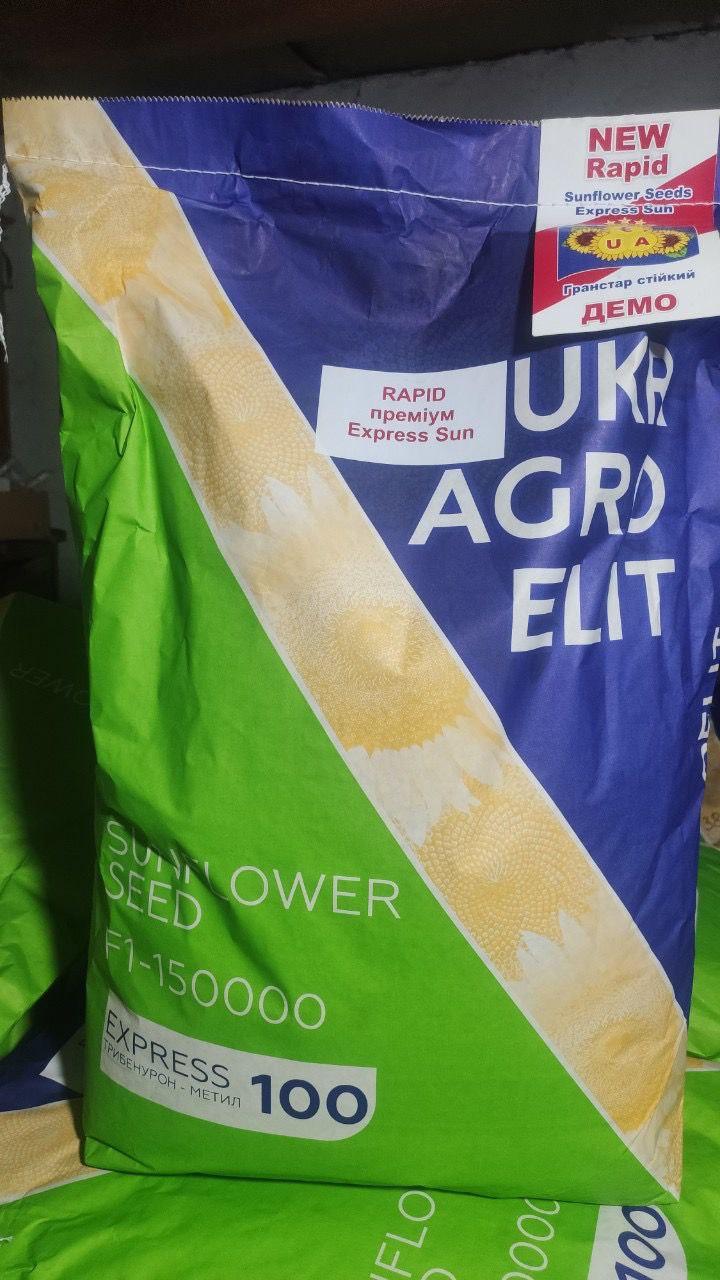 NEW
Rapid
Sunflower Seeds
Express Sun
U A
Гранстар стійкий
ДЕМО
RAPID
преміум
Express Sun
UKR
AGRO
ELIT
SUNFLOWER
SEED
F1-150000
EXPRESS
ТРИБЕНУРОН - МЕТИЛ
100
100